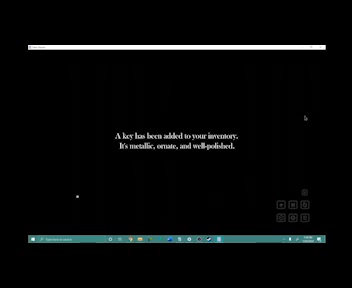 A key has been added to your inventory.
It's metallic, ornate, and well-polished.